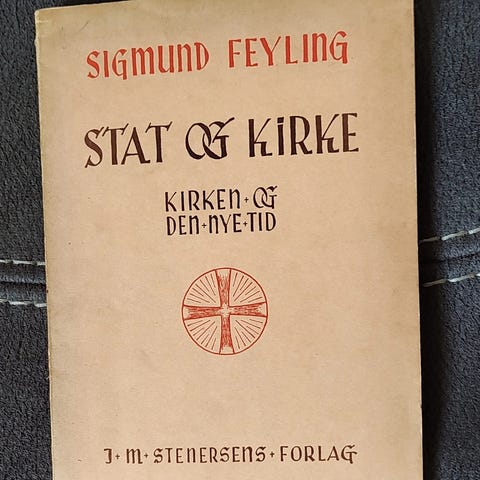 SIGMUND FEYLING
STAT OG KIRKE
KIRKEN + OG
DEN + NYE + TID
J + M + STENERSENS + FORLAG